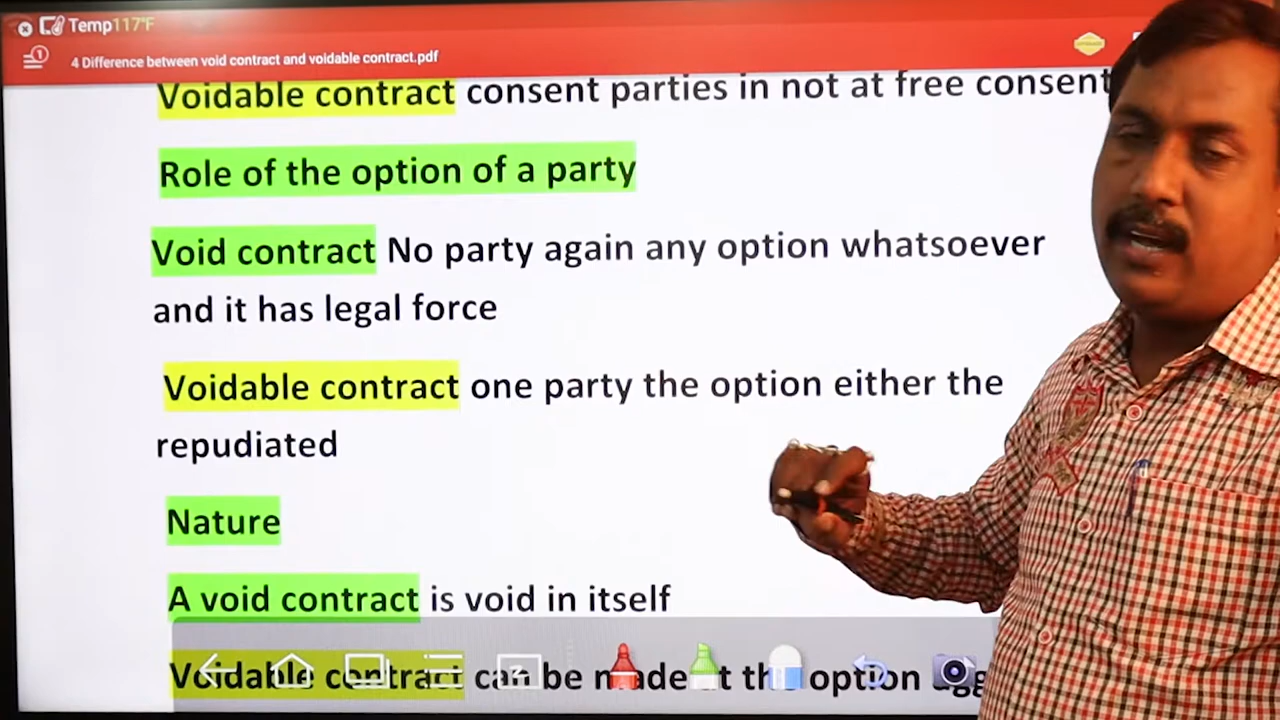 Temp117°F
4 Difference between void contract and voidable contract.pdf
Voidable contract consent parties in not at free consent
Role of the option of a party
Void contract No party again any option whatsoever
and it has legal force
Voidable contract one party the option either the
repudiated
Nature
A void contract is void in itself
Voidable contract can be made at the option